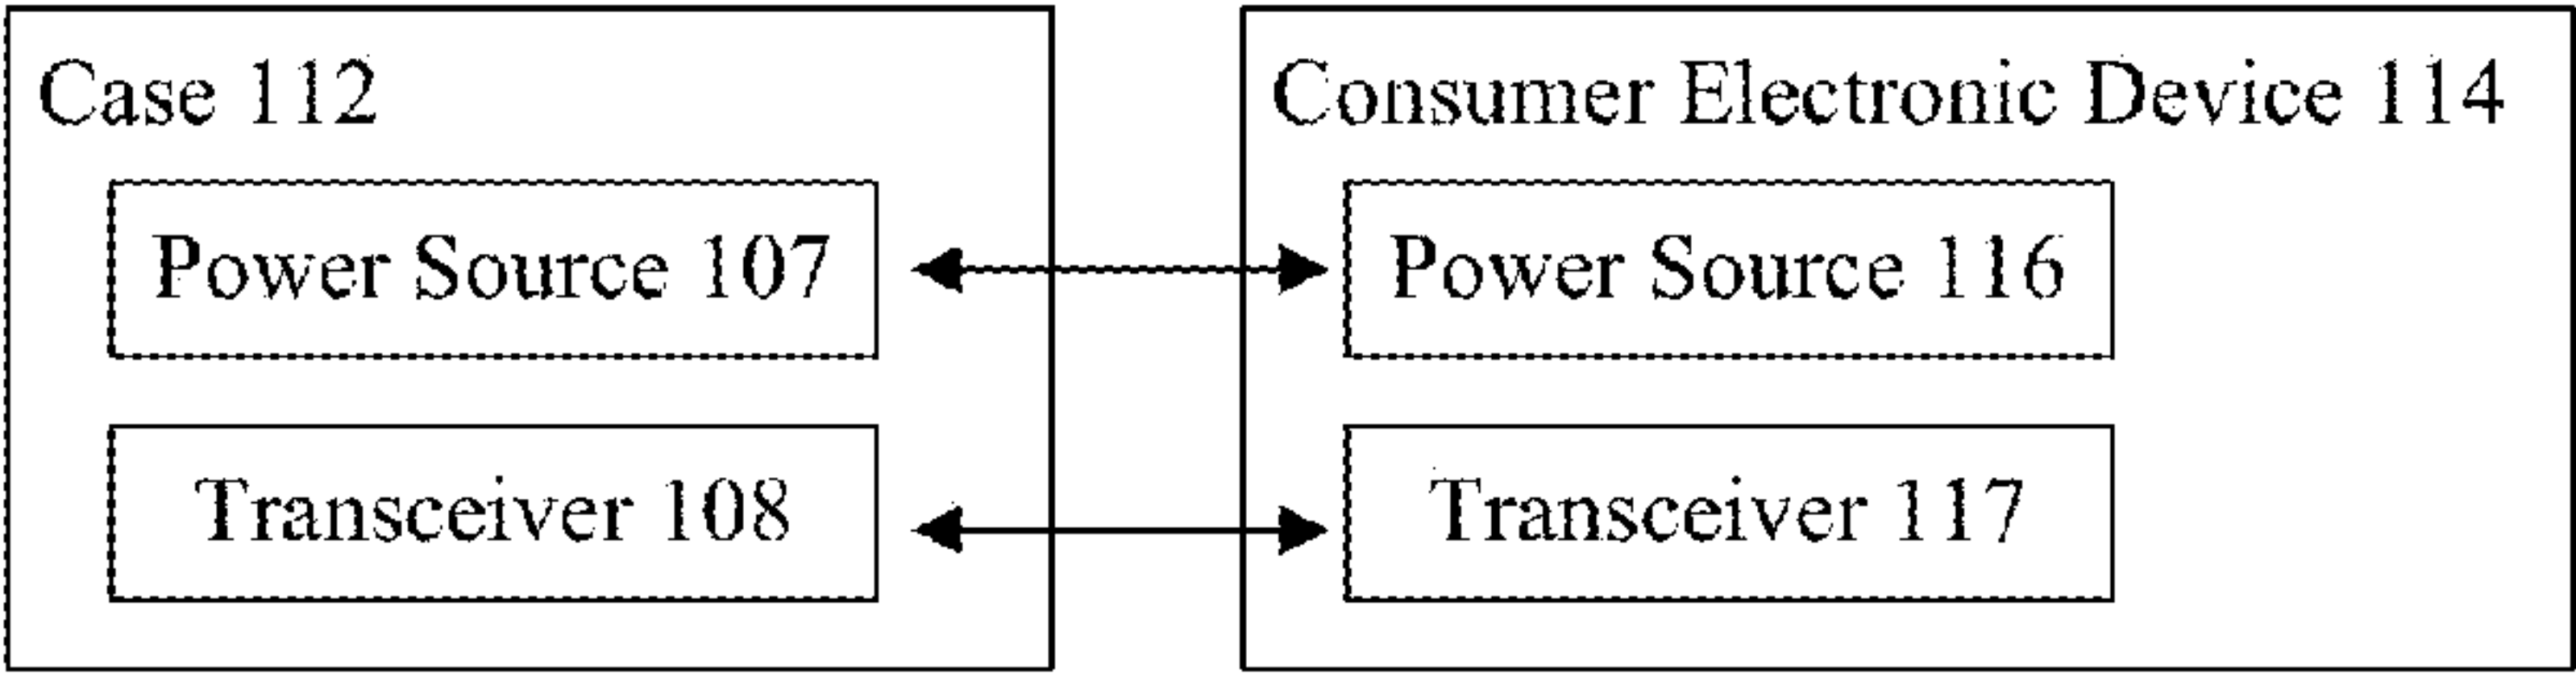 Case 112
Power Source 107
Transceiver 108
Consumer Electronic Device 114
Power Source 116
Transceiver 117